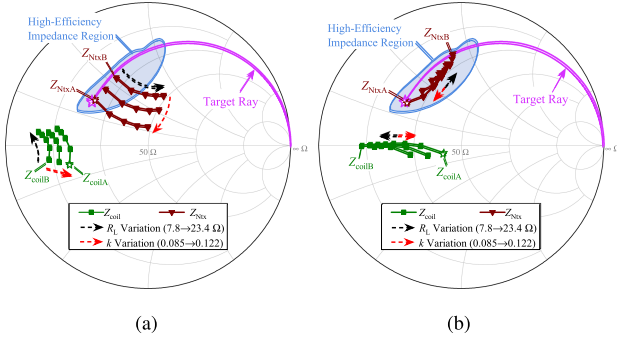 High-Efficiency
Impedance Region
Z_NtxB
Z_NtxA
Target Ray
∞ Ω
50 Ω
Z_coilB
Z_coilA
Z_coil Z_Ntx
R_L Variation (7.8→23.4 Ω)
k Variation (0.085→0.122)
(a)
High-Efficiency
Impedance Region
Z_NtxB
Z_NtxA
Target Ray
∞ Ω
50 Ω
Z_coilB
Z_coilA
Z_coil Z_Ntx
R_L Variation (7.8→23.4 Ω)
k Variation (0.085→0.122)
(b)